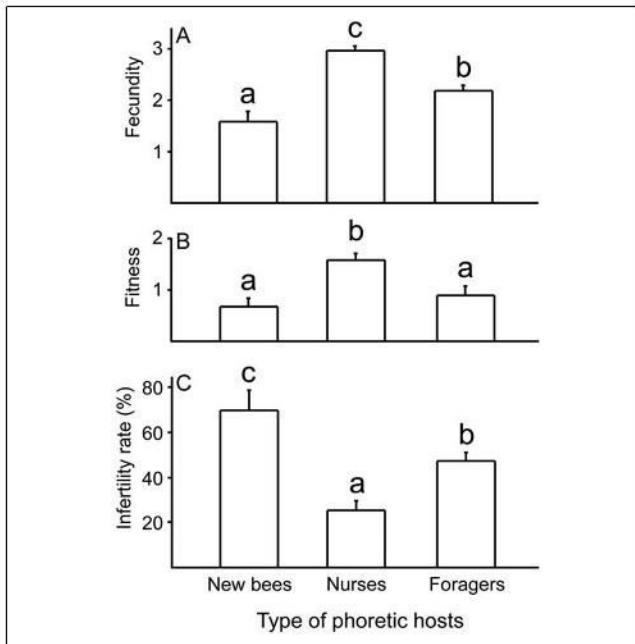 A
3
2
1
Fecundity
a
c
b
B
2
1
Fitness
a
b
a
C
80
60
40
20
Infertility rate (%)
c
a
b
New bees Nurses Foragers
Type of phoretic hosts